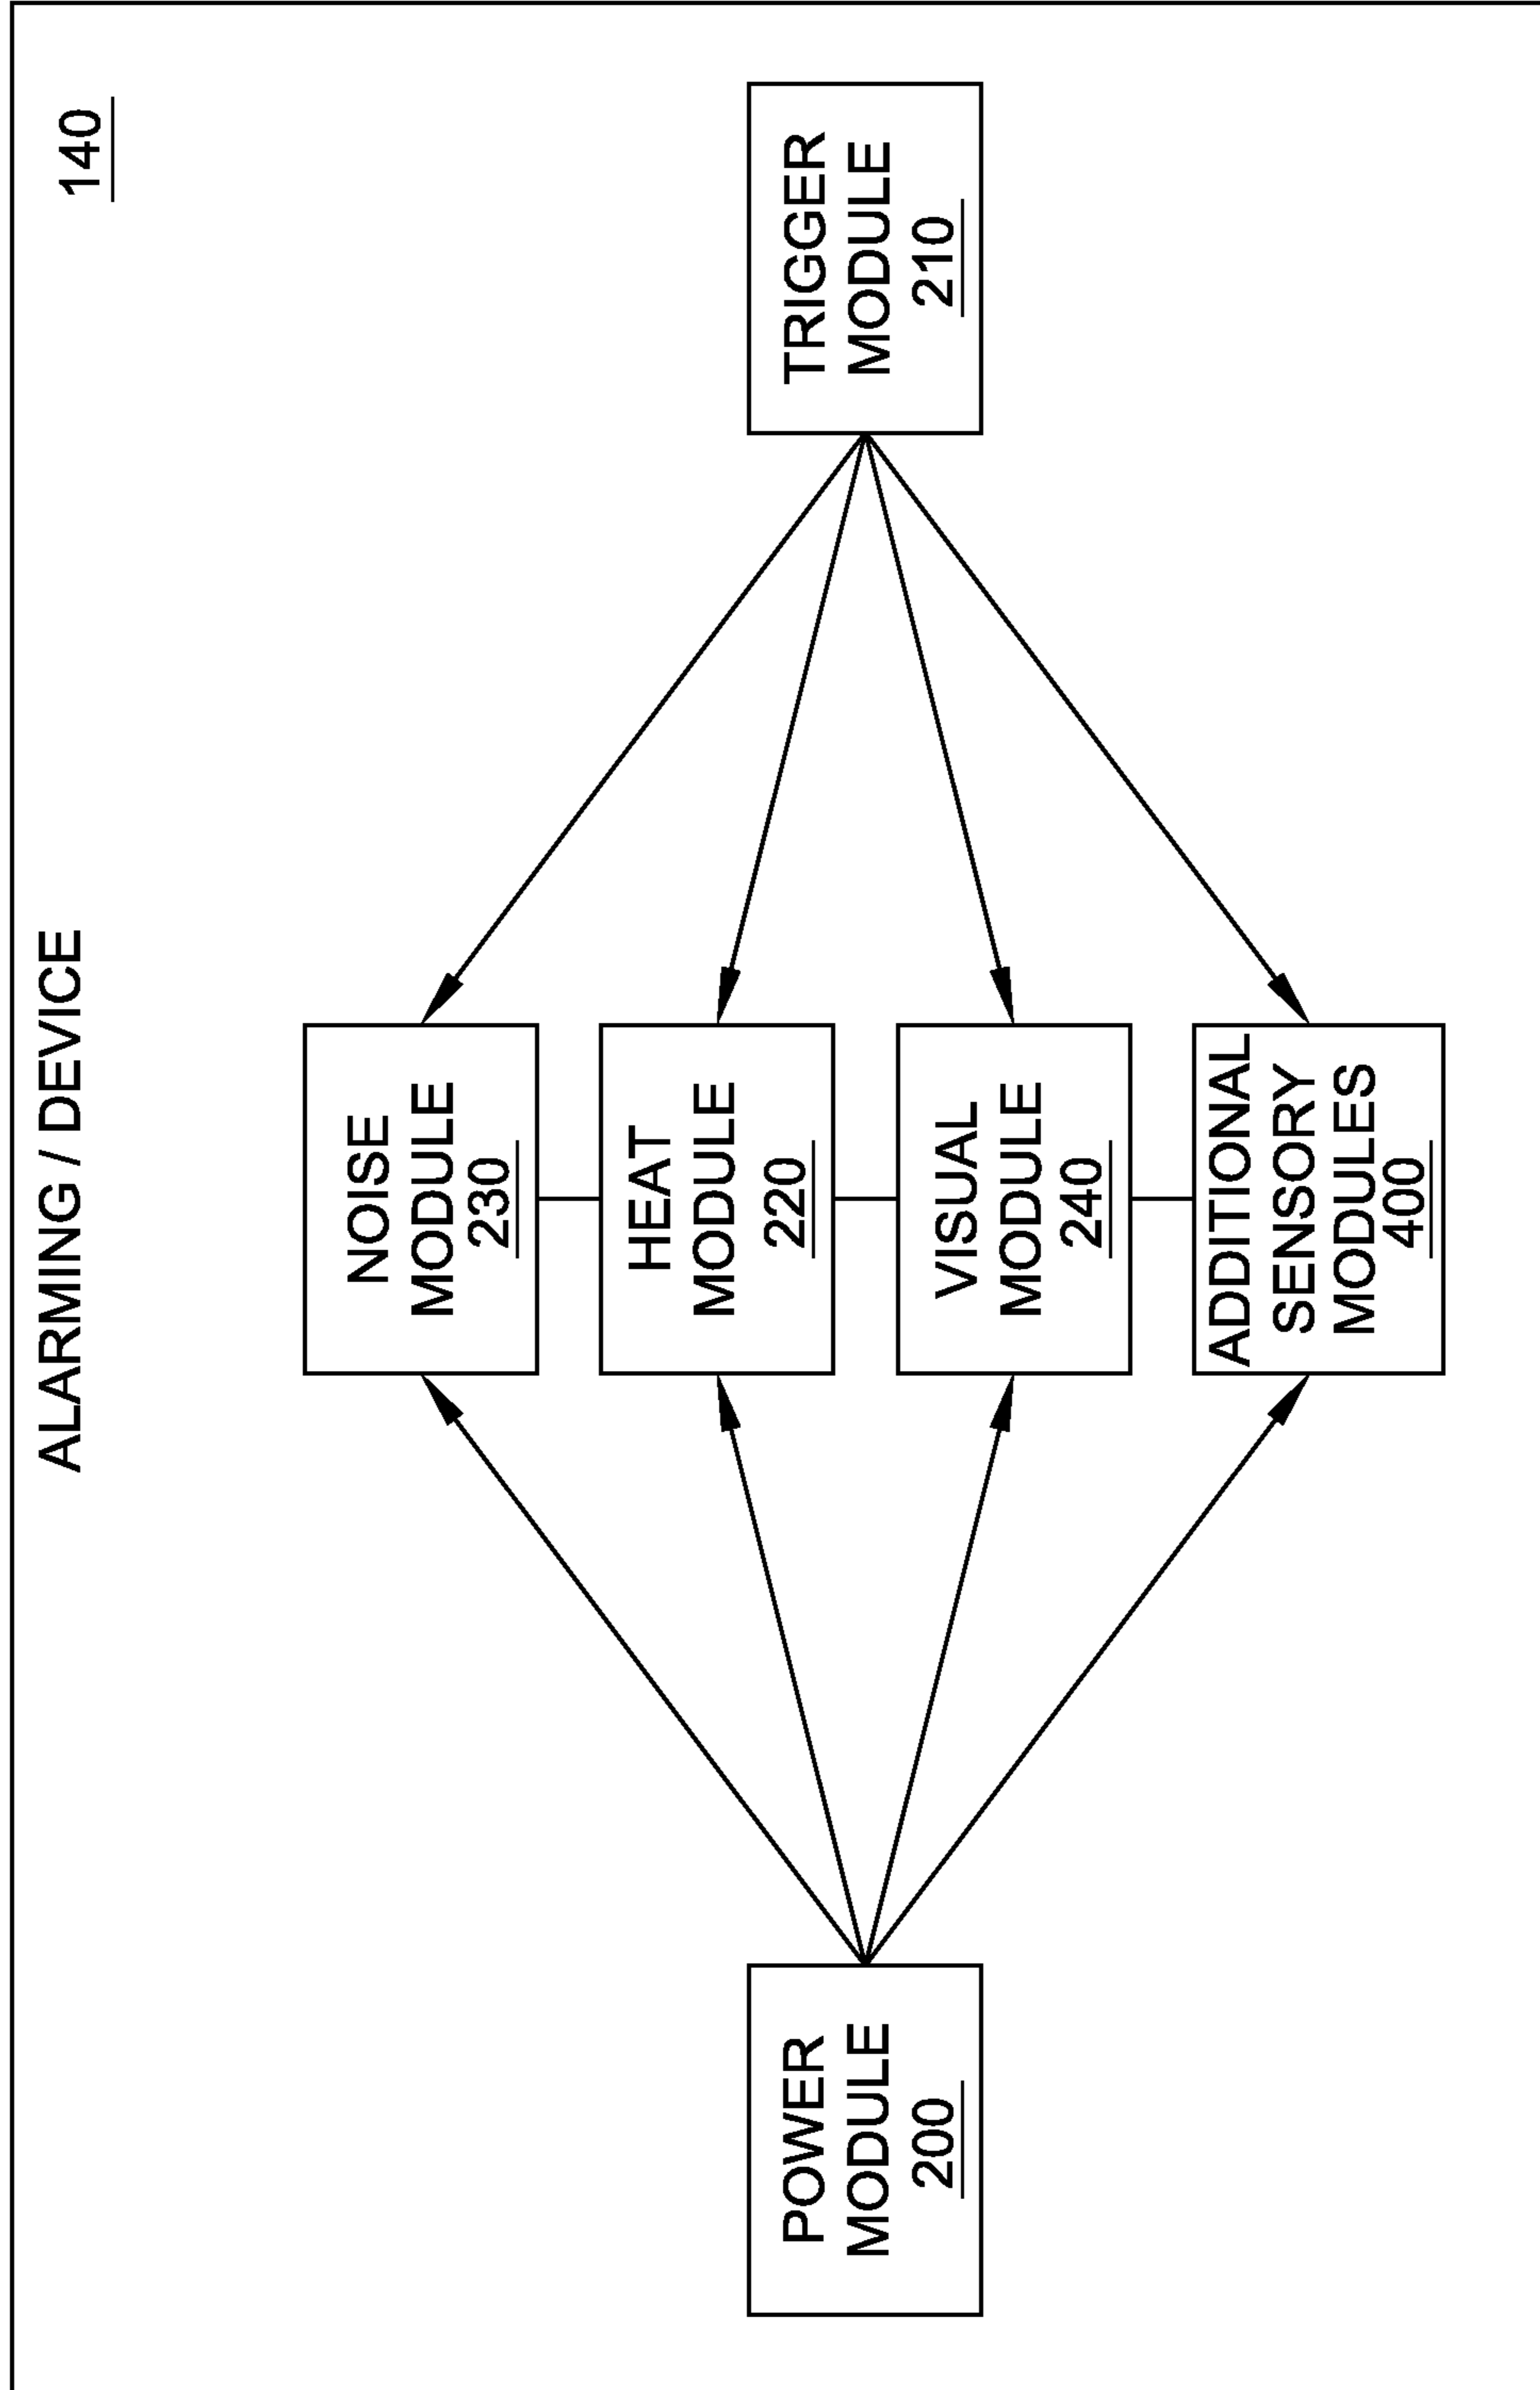 ALARMING / DEVICE
140
NOISE
MODULE
230
HEAT
MODULE
220
POWER
MODULE
200
TRIGGER
MODULE
210
VISUAL
MODULE
240
ADDITIONAL
SENSORY
MODULES
400